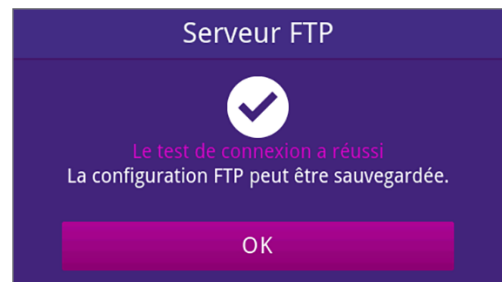 Serveur FTP
Le test de connexion a réussi
La configuration FTP peut être sauvegardée.
OK